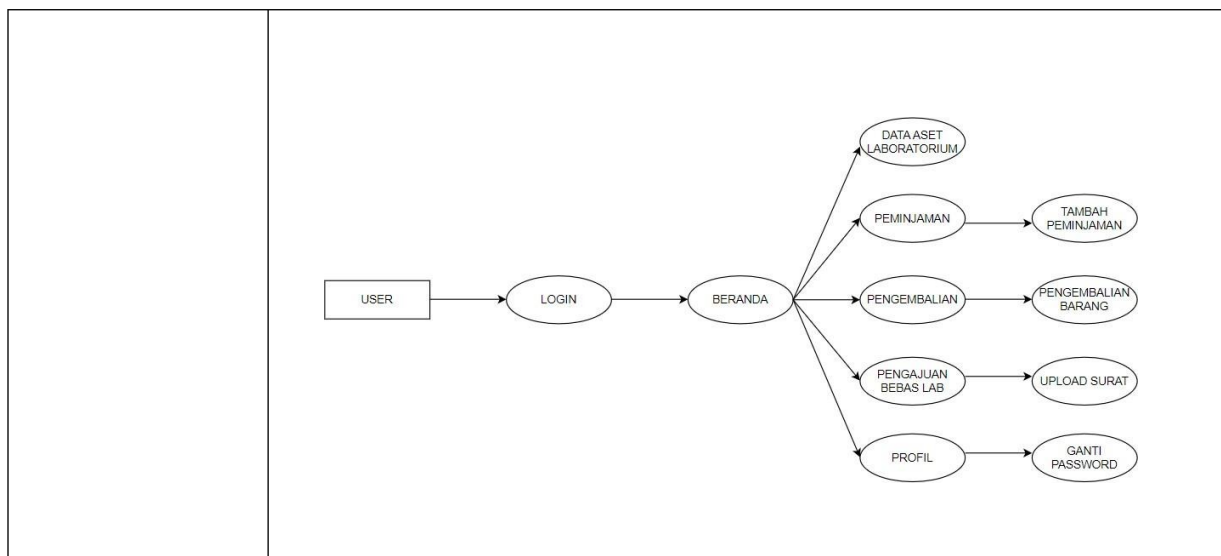 DATA ASET
LABORATORIUM
PEMINJAMAN
TAMBAH
PEMINJAMAN
USER
LOGIN
BERANDA
PENGEMBALIAN
PENGEMBALIAN
BARANG
PENGAJUAN
BEBAS LAB
UPLOAD SURAT
PROFIL
GANTI
PASSWORD